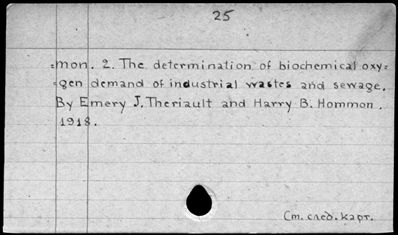 25
=mon. 2. The determination of biochemical oxy=
=gen demand of industrial wastes and sewage.
By Emery J. Theriault and Harry B. Hommon.
1918.
См. след. карт.